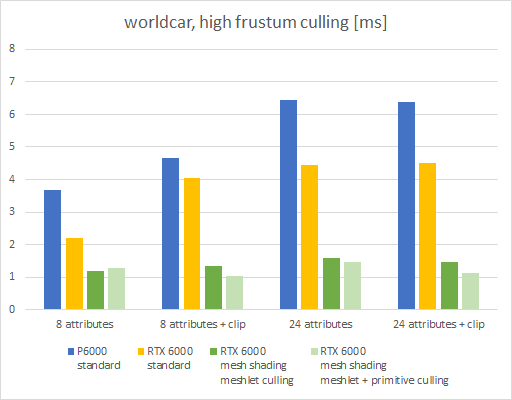 worldcar, high frustum culling [ms]
8
7
6
5
4
3
2
1
0
8 attributes
8 attributes + clip
24 attributes
24 attributes + clip
P6000
standard
RTX 6000
standard
RTX 6000
mesh shading
meshlet culling
RTX 6000
mesh shading
meshlet + primitive culling